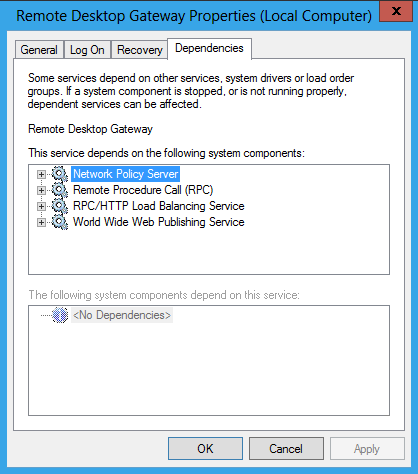 Remote Desktop Gateway Properties (Local Computer)
x
General Log On Recovery Dependencies
Some services depend on other services, system drivers or load order
groups. If a system component is stopped, or is not running properly,
dependent services can be affected.
Remote Desktop Gateway
This service depends on the following system components:
Network Policy Server
Remote Procedure Call (RPC)
RPC/HTTP Load Balancing Service
World Wide Web Publishing Service
The following system components depend on this service:
<No Dependencies>
OK Cancel Apply